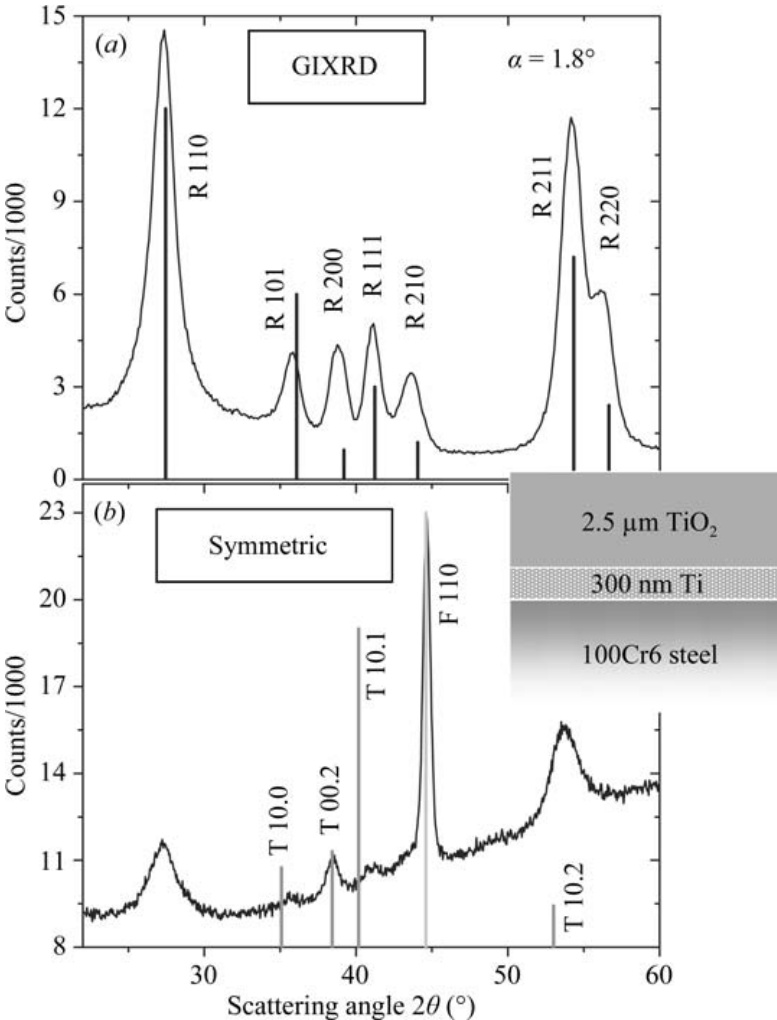 15
12
9
6
3
0
Counts/1000
(a)
GIXRD
α = 1.8°
R 110
R 101
R 200
R 111
R 210
R 211
R 220
23
20
17
14
11
8
Counts/1000
(b)
Symmetric
T 10.0
T 00.2
T 10.1
F 110
T 10.2
2.5 µm TiO₂
300 nm Ti
100Cr6 steel
30
40
50
60
Scattering angle 2θ (°)